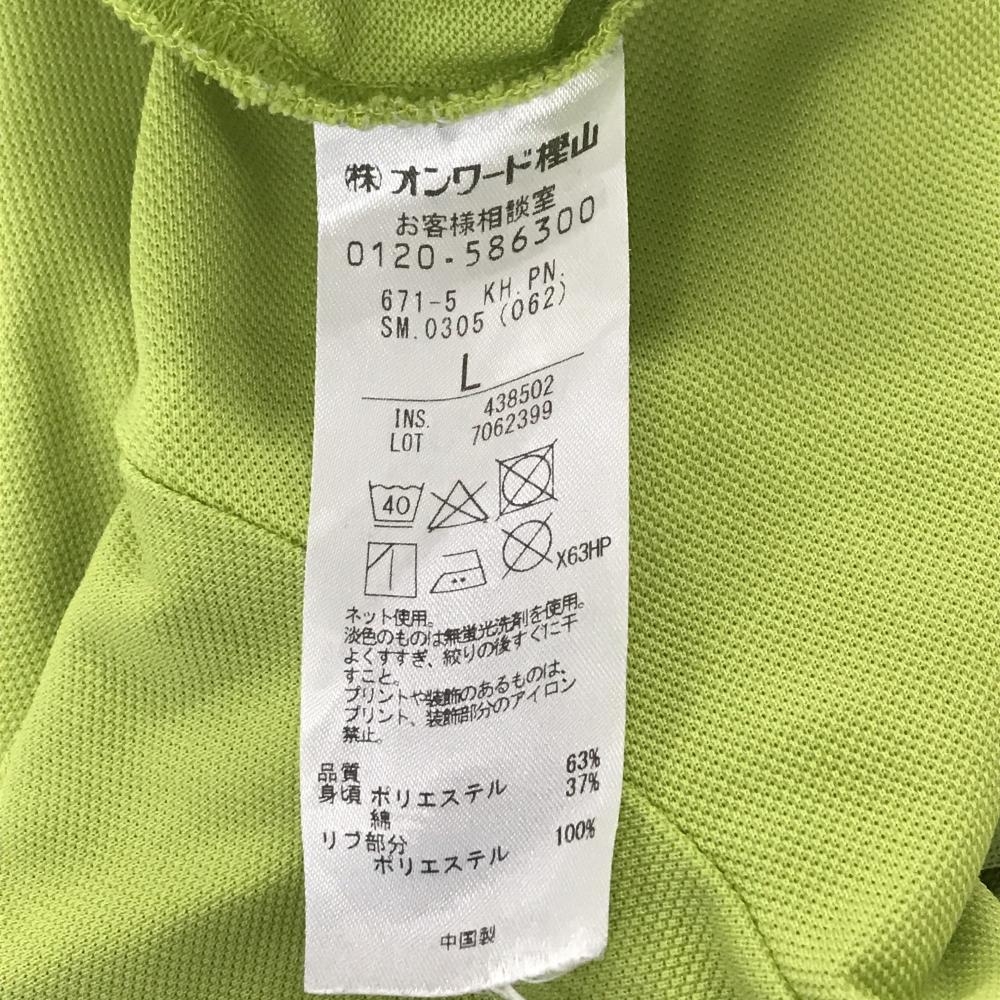 ㈱オンワード樫山
お客様相談室
0120-586300
671-5 KH.PN.
SM.0305 (062)
L
INS. 438502
LOT 7062399
40
X63HP
ネット使用。
淡色のものは無蛍光洗剤を使用。
よくすすぎ、絞りの後すぐに干
すこと。
プリントや装飾のあるものは、
プリント、装飾部分のアイロン
禁止。
品質
身頃 ポリエステル 63%
綿 37%
リブ部分
ポリエステル 100%
中国製